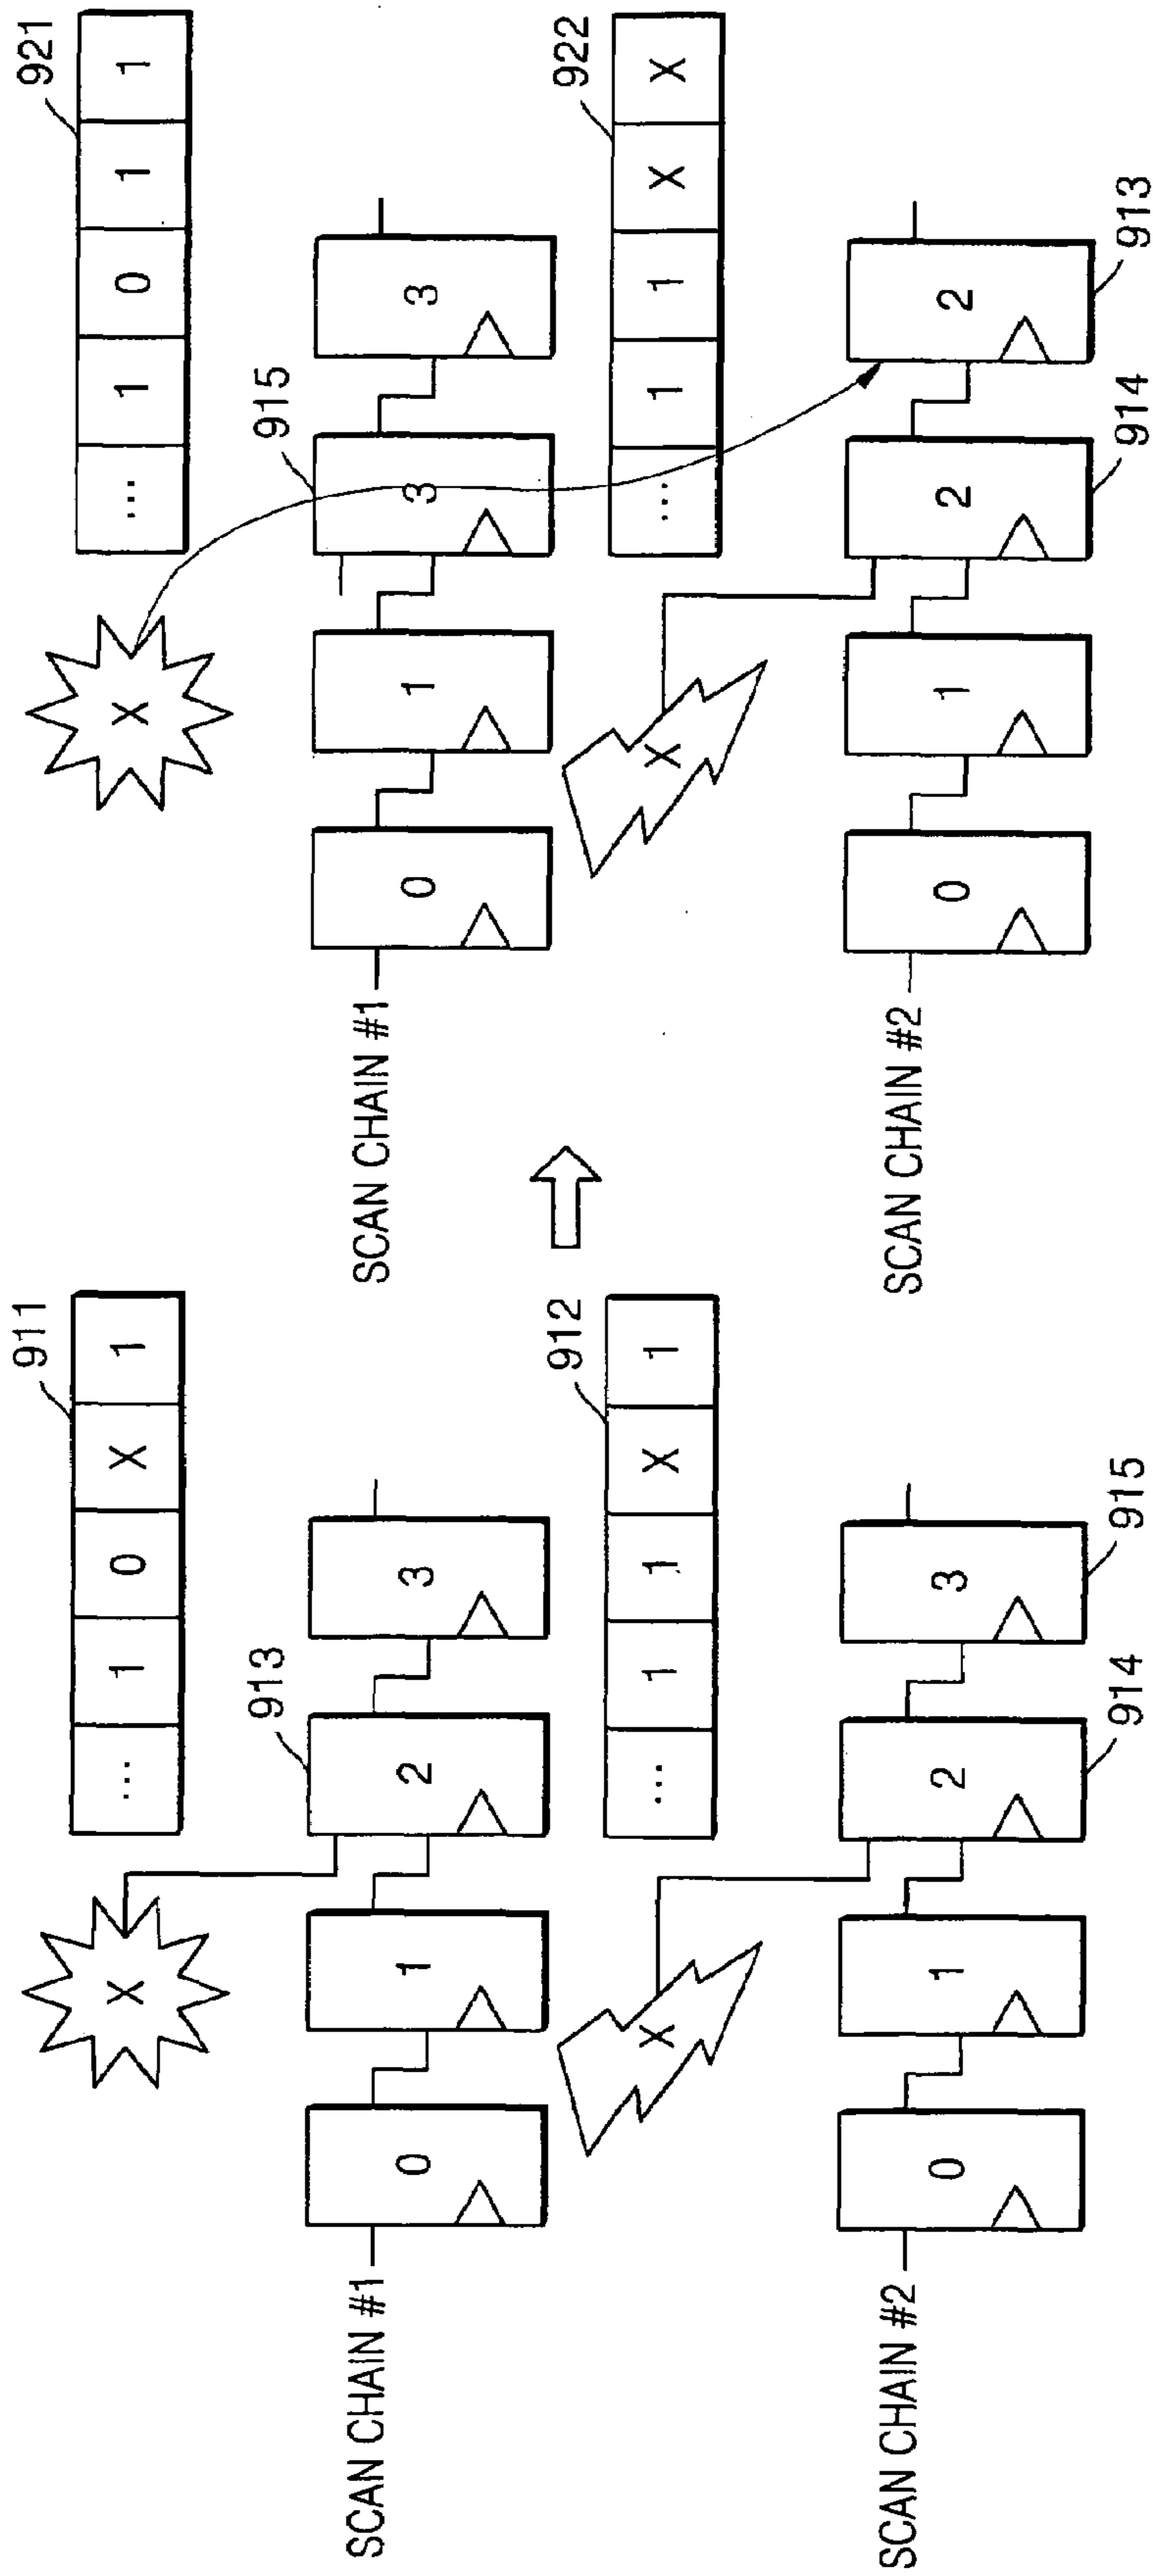 911
... 1 0 X 1
X
913
SCAN CHAIN #1
0 1 2 3
912
... 1 1 X 1
X
SCAN CHAIN #2
0 1 2 3
914 915
921
... 1 0 1 1
X
915
SCAN CHAIN #1
0 1 3 3
922
... 1 1 X X
X
SCAN CHAIN #2
0 1 2 2
914 913